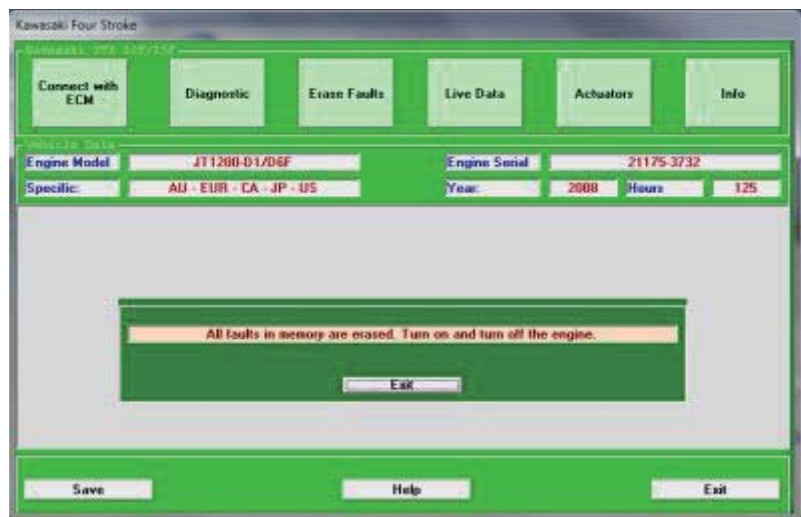 Kawasaki Four Stroke
Connect with ECM
Diagnostic
Erase Faults
Live Data
Actuators
Info
Vehicle Data
Engine Model JT1200-D1/D6F Engine Serial 21175-3732
Specific: AU - EUR - CA - JP - US Year: 2008 Hours 125
All faults in memory are erased. Turn on and turn off the engine.
Exit
Save Help Exit